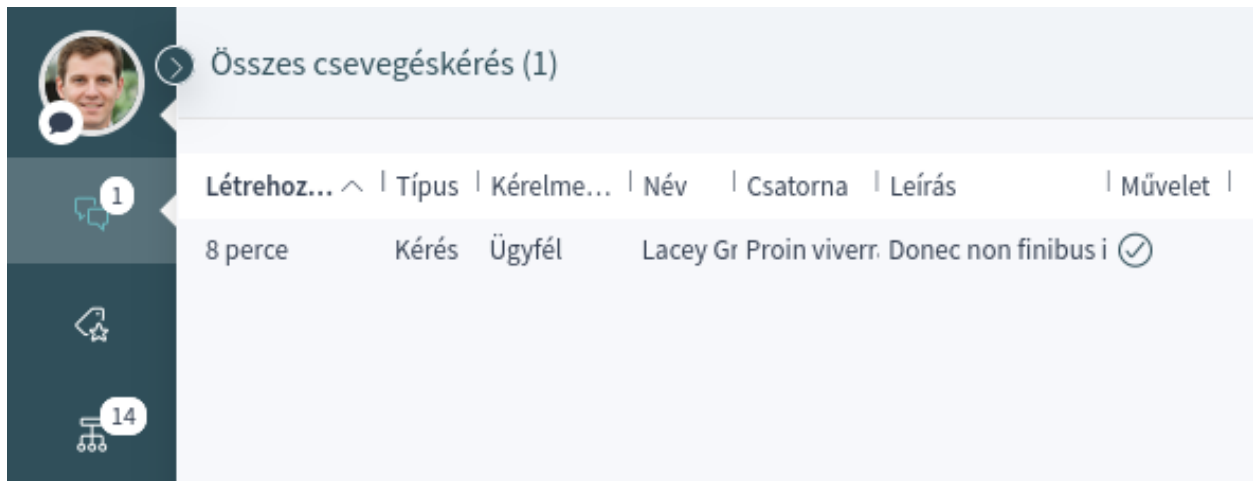 Összes csevegéskérés (1)
1
Létrehoz... Típus Kérelme... Név Csatorna Leírás Művelet
8 perce Kérés Ügyfél Lacey Gr Proin viverr Donec non finibus i
14